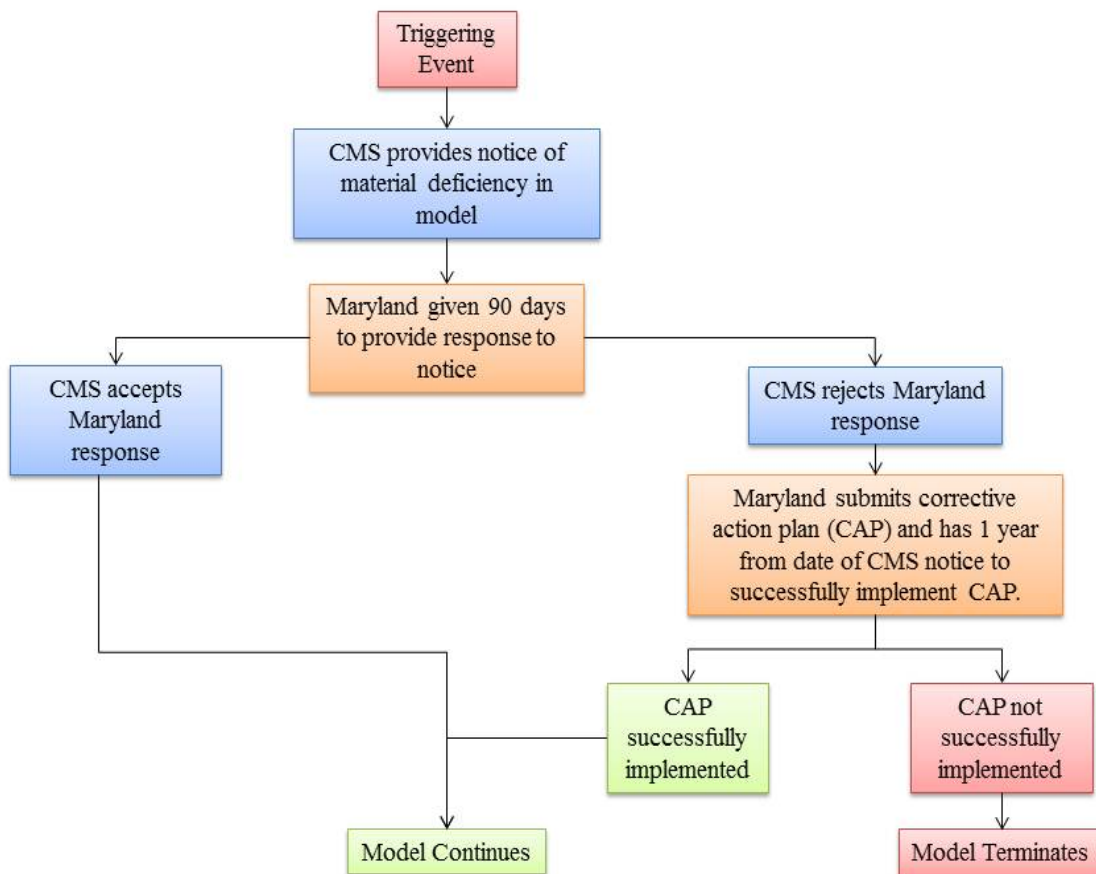 Triggering
Event
CMS provides notice of
material deficiency in
model
Maryland given 90 days
to provide response to
notice
CMS accepts
Maryland
response
CMS rejects Maryland
response
Maryland submits corrective
action plan (CAP) and has 1 year
from date of CMS notice to
successfully implement CAP.
CAP
successfully
implemented
CAP not
successfully
implemented
Model Continues
Model Terminates